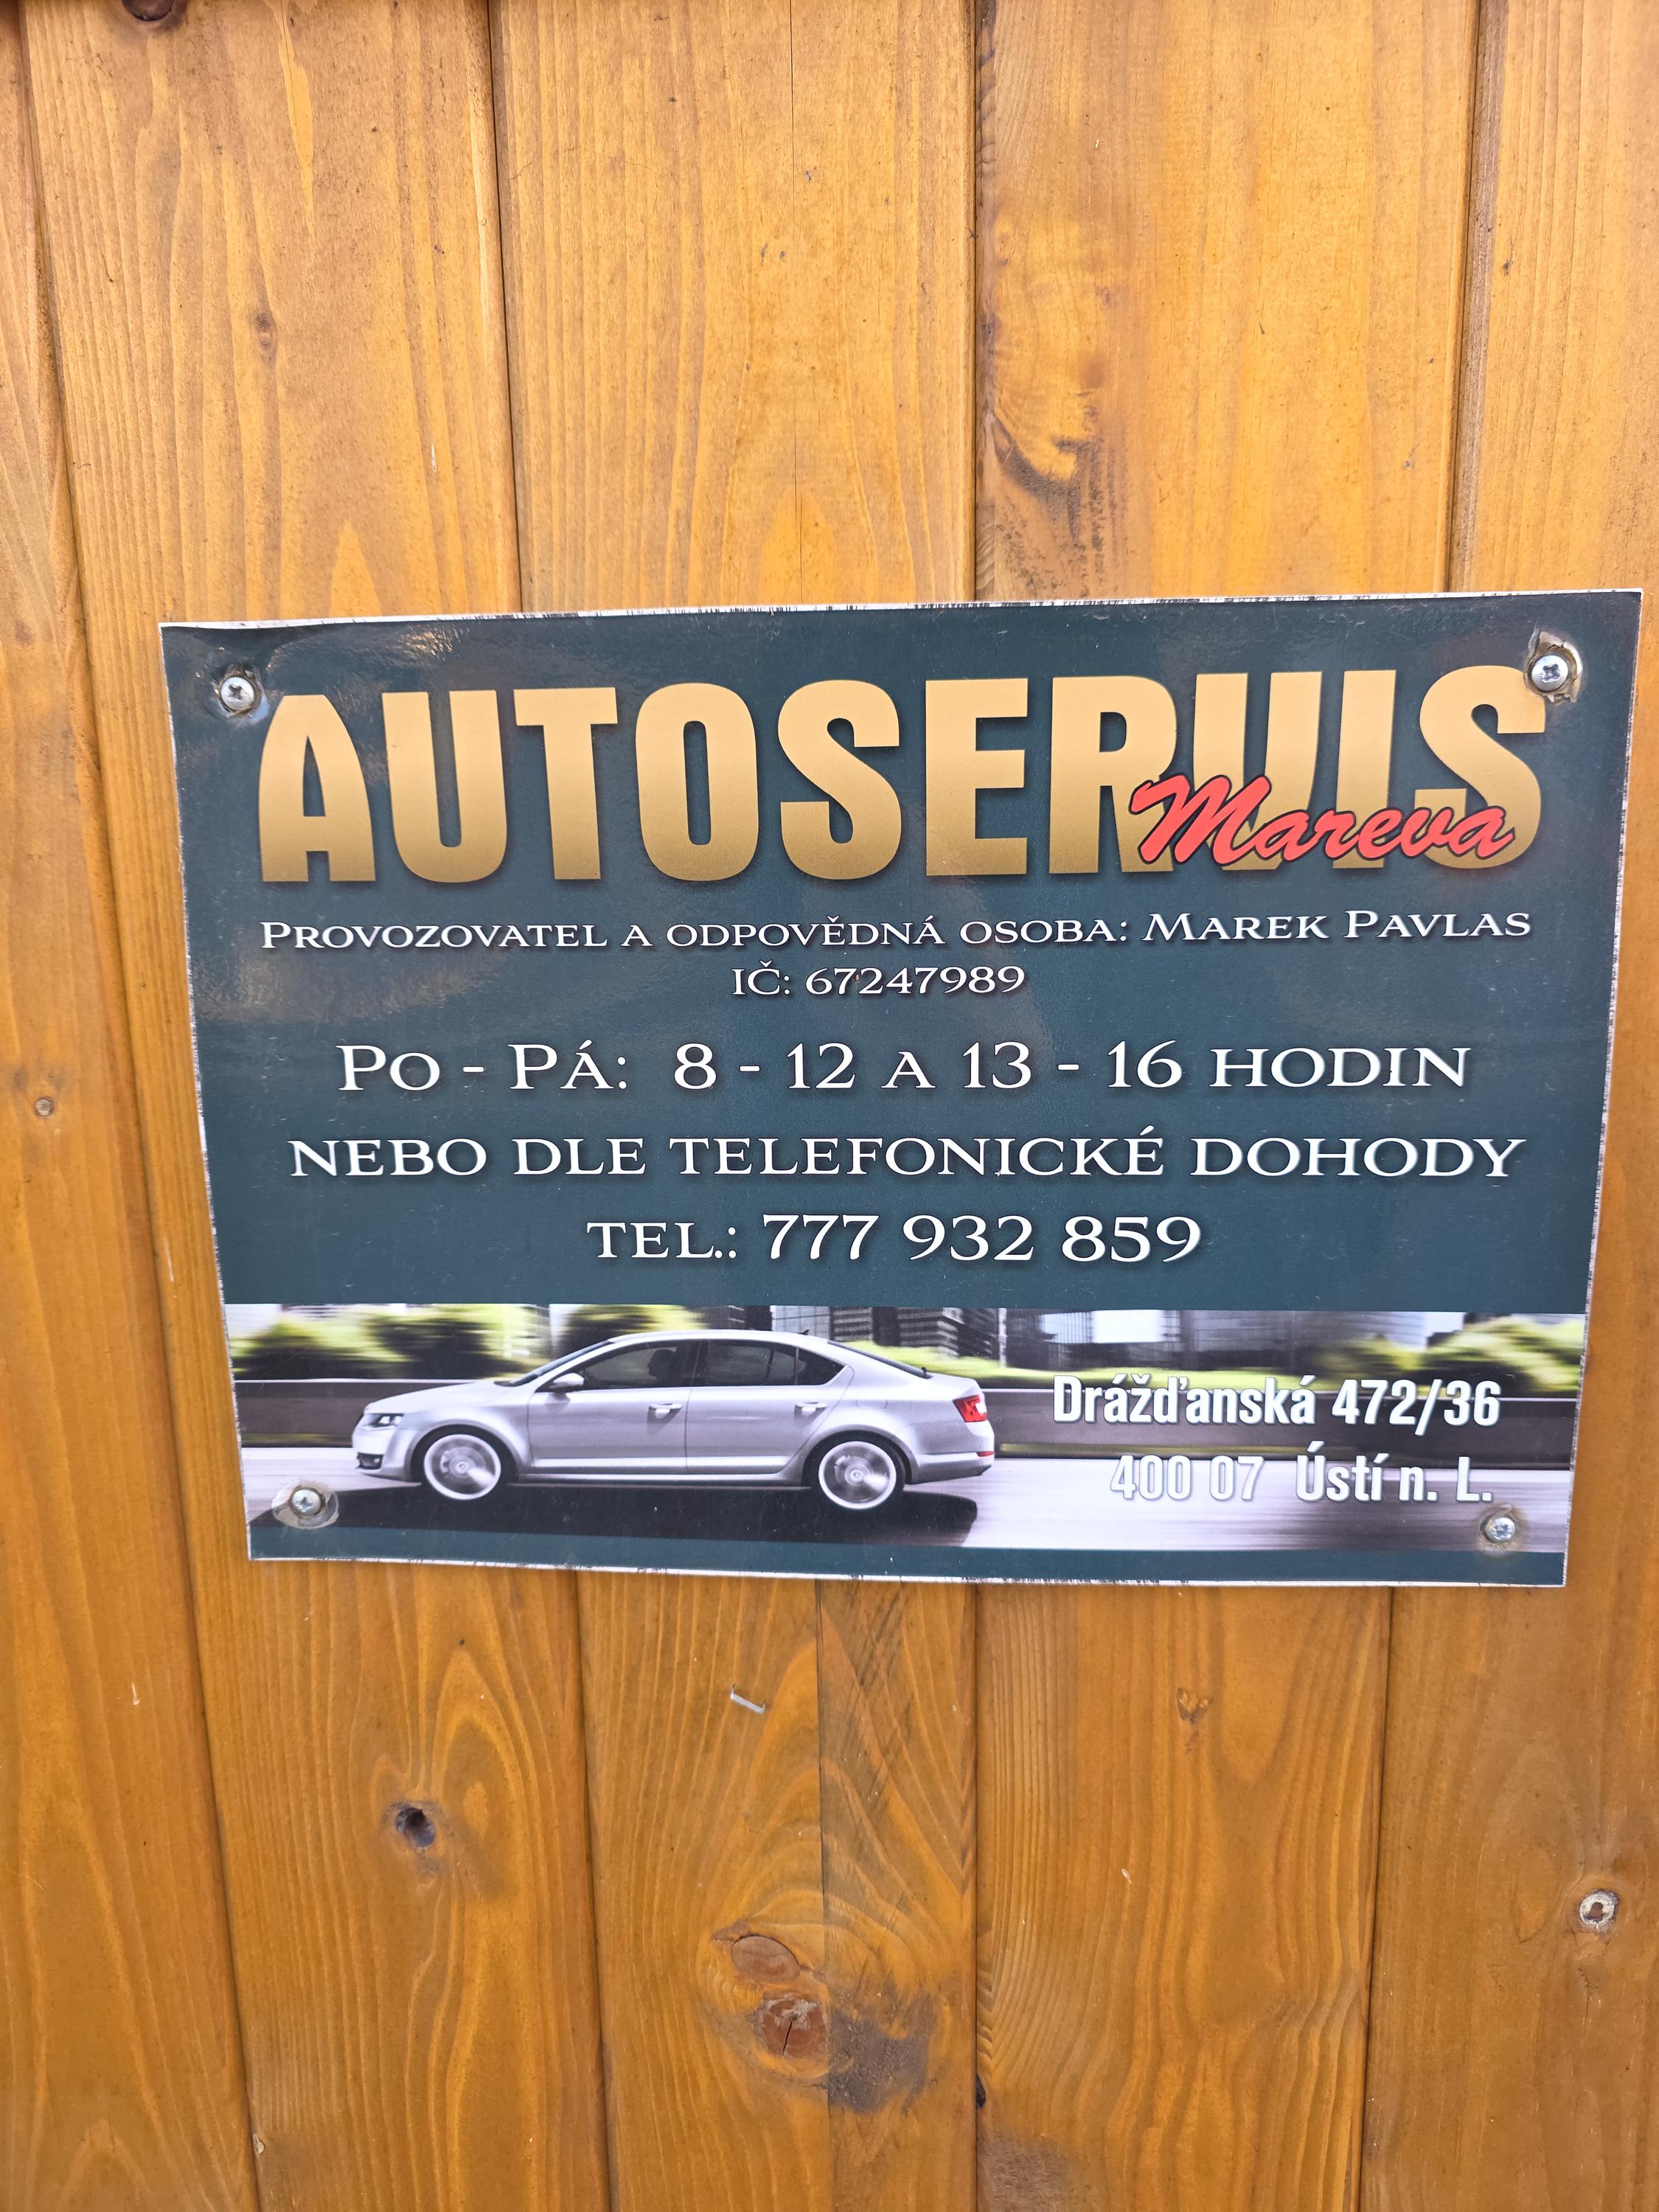 AUTOSERVIS
Mareva
Provozovatel a odpovědná osoba: Marek Pavlas
IČ: 67247989
Po - Pá: 8 - 12 a 13 - 16 hodin
nebo dle telefonické dohody
tel.: 777 932 859
Drážďanská 472/36
400 07 Ústí n. L.